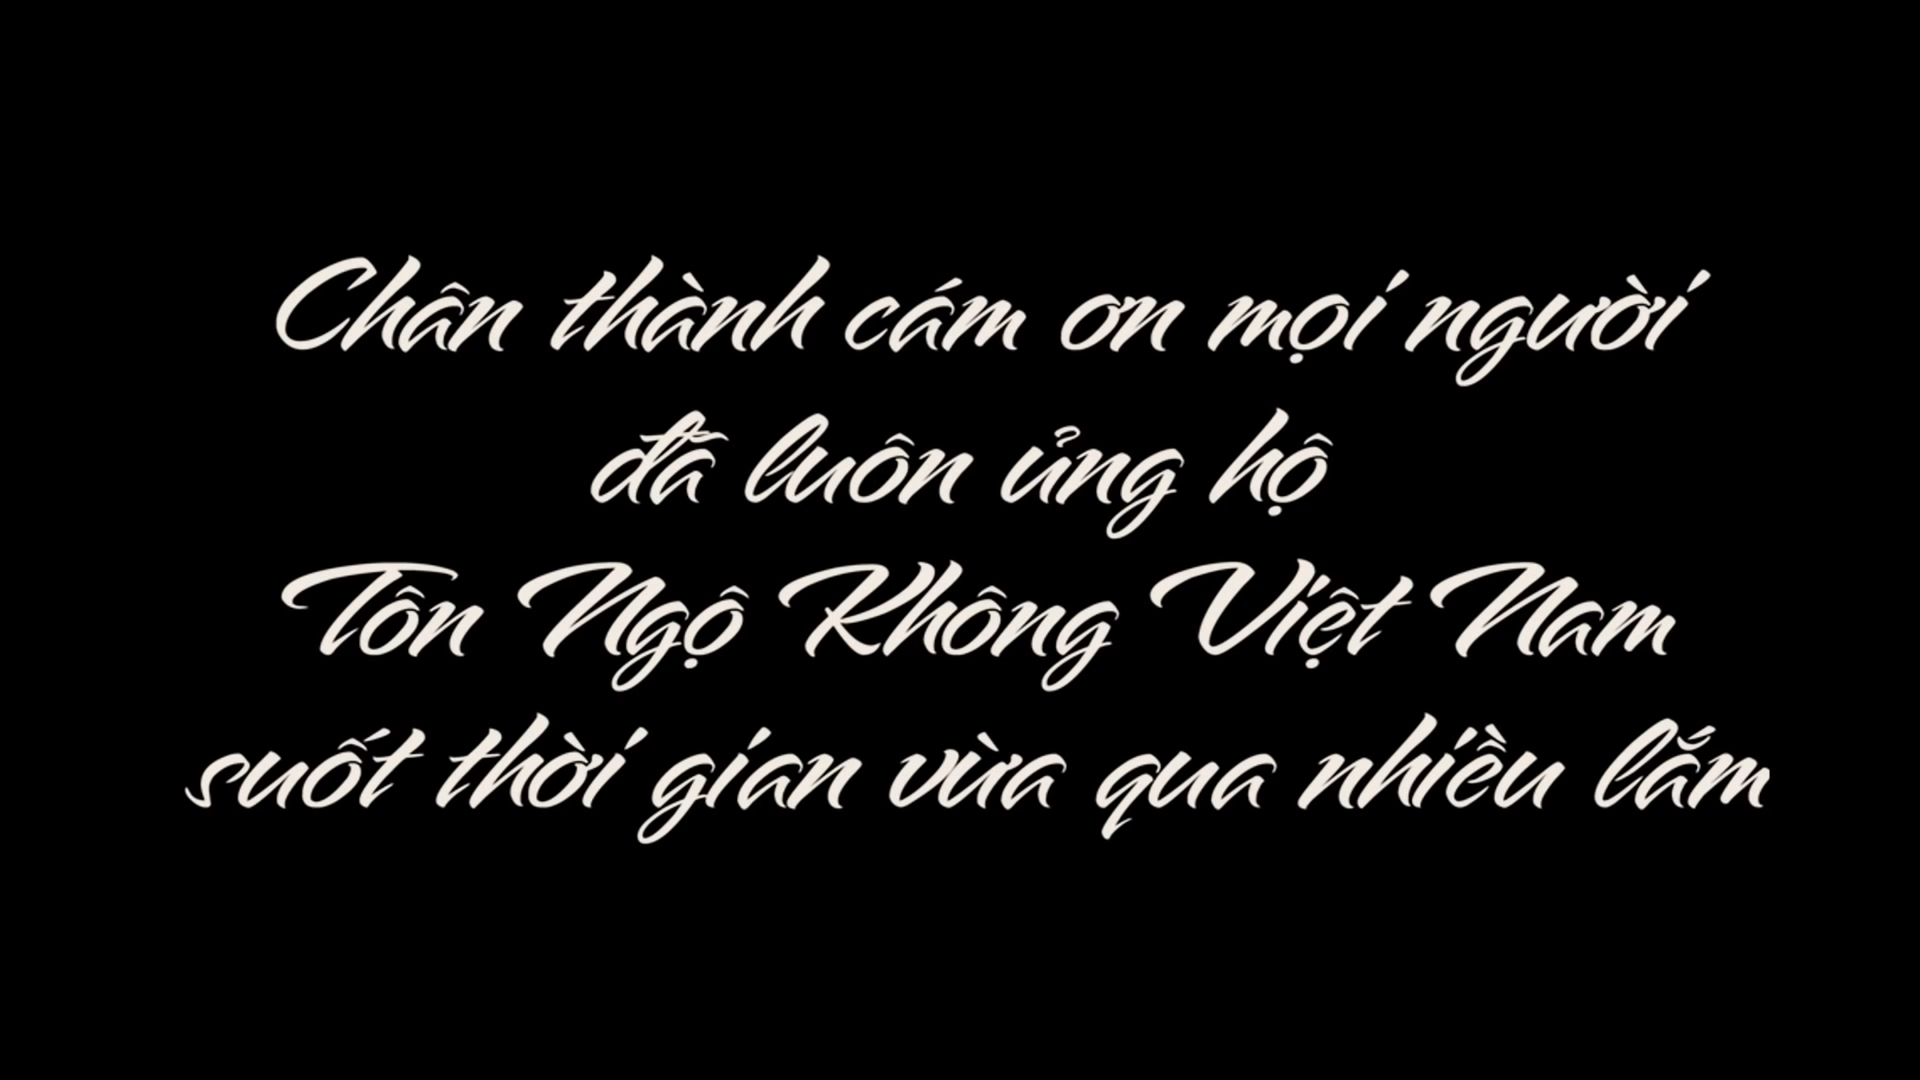 Chân thành cám ơn mọi người
đã luôn ủng hộ
Tôn Ngộ Không Việt Nam
suốt thời gian vừa qua nhiều lắm